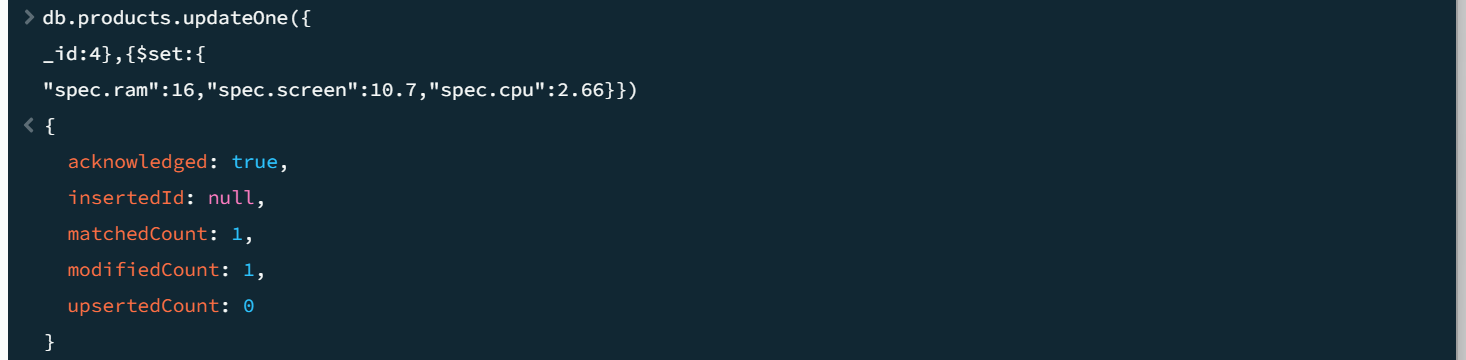 > db.products.updateOne({
_id:4},{$set:{
"spec.ram":16,"spec.screen":10.7,"spec.cpu":2.66}})
< {
acknowledged: true,
insertedId: null,
matchedCount: 1,
modifiedCount: 1,
upsertedCount: 0
}